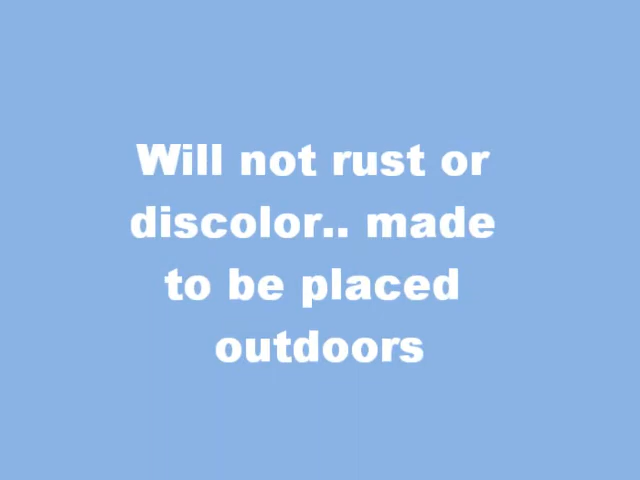 Will not rust or
discolor.. made
to be placed
outdoors